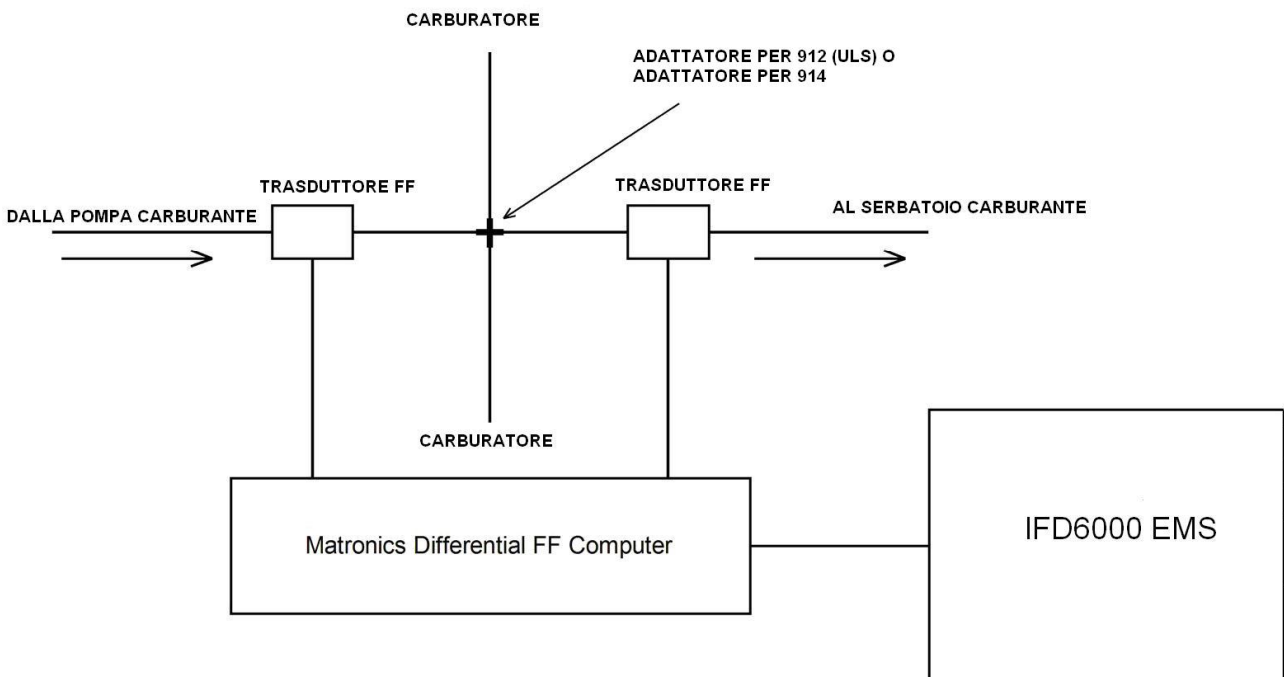 CARBURATORE
ADATTATORE PER 912 (ULS) O
ADATTATORE PER 914
TRASDUTTORE FF
TRASDUTTORE FF
DALLA POMPA CARBURANTE
AL SERBATOIO CARBURANTE
CARBURATORE
Matronics Differential FF Computer
IFD6000 EMS